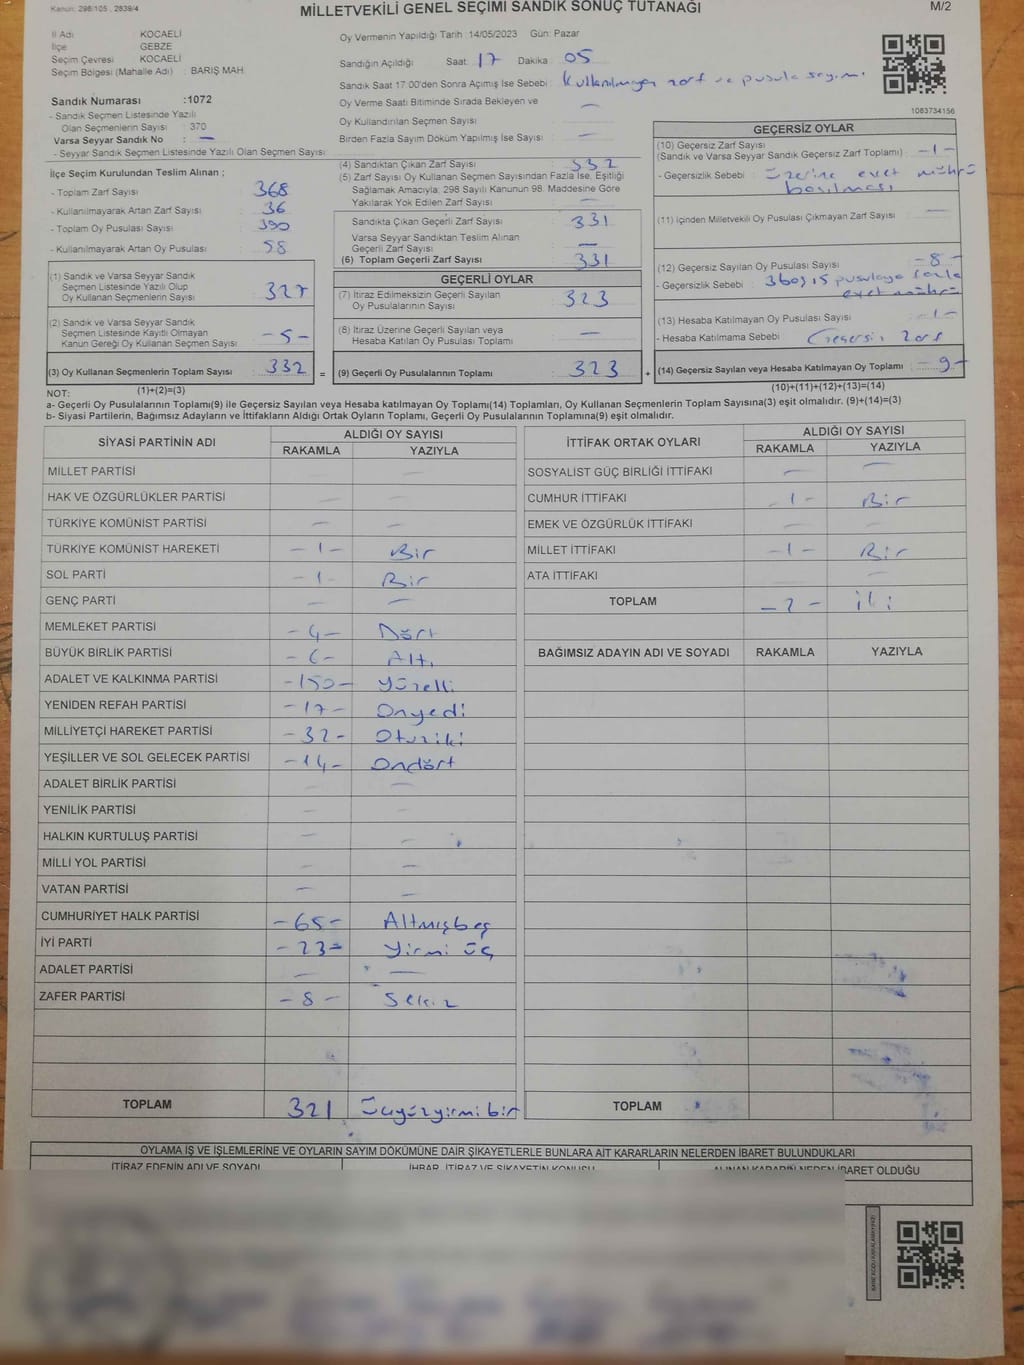 Kanun: 298/105 , 2839/4
MİLLETVEKİLİ GENEL SEÇİMİ SANDIK SONUÇ TUTANAĞI
M/2
İl Adı KOCAELİ
İlçe GEBZE
Seçim Çevresi KOCAELİ
Seçim Bölgesi (Mahalle Adı) : BARIŞ MAH.
Sandık Numarası :1072
- Sandık Seçmen Listesinde Yazılı
Olan Seçmenlerin Sayısı : 370
Varsa Seyyar Sandık No : —
- Seyyar Sandık Seçmen Listesinde Yazılı Olan Seçmen Sayısı:
Oy Vermenin Yapıldığı Tarih : 14/05/2023 Gün: Pazar
Sandığın Açıldığı Saat 17 Dakika 05
Sandık Saat 17:00'den Sonra Açılmış İse Sebebi : Kullanılmayan zarf ve pusula sayımı
Oy Verme Saati Bitiminde Sırada Bekleyen ve
Oy Kullandırılan Seçmen Sayısı : —
Birden Fazla Sayım Döküm Yapılmış İse Sayısı : —
1083734156
İlçe Seçim Kurulundan Teslim Alınan ;
- Toplam Zarf Sayısı 368
- Kullanılmayarak Artan Zarf Sayısı 36
- Toplam Oy Pusulası Sayısı 390
- Kullanılmayarak Artan Oy Pusulası 58
(1) Sandık ve Varsa Seyyar Sandık
Seçmen Listesinde Yazılı Olup
Oy Kullanan Seçmenlerin Sayısı : 327
(2) Sandık ve Varsa Seyyar Sandık
Seçmen Listesinde Kayıtlı Olmayan
Kanun Gereği Oy Kullanan Seçmen Sayısı : -5-
(3) Oy Kullanan Seçmenlerin Toplam Sayısı : 332 =
(4) Sandıktan Çıkan Zarf Sayısı : 332
(5) Zarf Sayısı Oy Kullanan Seçmen Sayısından Fazla İse, Eşitliği
Sağlamak Amacıyla, 298 Sayılı Kanunun 98. Maddesine Göre
Yakılarak Yok Edilen Zarf Sayısı :
Sandıkta Çıkan Geçerli Zarf Sayısı : 331
Varsa Seyyar Sandıktan Teslim Alınan
Geçerli Zarf Sayısı : —
(6) Toplam Geçerli Zarf Sayısı : 331
GEÇERLİ OYLAR
(7) İtiraz Edilmeksizin Geçerli Sayılan
Oy Pusulalarının Sayısı : 323
(8) İtiraz Üzerine Geçerli Sayılan veya
Hesaba Katılan Oy Pusulası Toplamı : —
(9) Geçerli Oy Pusulalarının Toplamı : 323 +
GEÇERSİZ OYLAR
(10) Geçersiz Zarf Sayısı
(Sandık ve Varsa Seyyar Sandık Geçersiz Zarf Toplamı) : -1-
- Geçersizlik Sebebi : üzerine evet mührü
basılması
(11) İçinden Milletvekili Oy Pusulası Çıkmayan Zarf Sayısı : —
(12) Geçersiz Sayılan Oy Pusulası Sayısı : -8-
- Geçersizlik Sebebi : pusulaya fazla
evet mührü
(13) Hesaba Katılmayan Oy Pusulası Sayısı : -1-
- Hesaba Katılmama Sebebi : Geçersiz Zarf
(14) Geçersiz Sayılan veya Hesaba Katılmayan Oy Toplamı : -9-
NOT: (1)+(2)=(3)
(10)+(11)+(12)+(13)=(14)
a- Geçerli Oy Pusulalarının Toplamı(9) ile Geçersiz Sayılan veya Hesaba katılmayan Oy Toplamı(14) Toplamları, Oy Kullanan Seçmenlerin Toplam Sayısına(3) eşit olmalıdır. (9)+(14)=(3)
b- Siyasi Partilerin, Bağımsız Adayların ve İttifakların Aldığı Ortak Oyların Toplamı, Geçerli Oy Pusulalarının Toplamına(9) eşit olmalıdır.
SİYASİ PARTİNİN ADI ALDIĞI OY SAYISI
RAKAMLA YAZIYLA
MİLLET PARTİSİ —
HAK VE ÖZGÜRLÜKLER PARTİSİ — —
TÜRKİYE KOMÜNİST PARTİSİ — —
TÜRKİYE KOMÜNİST HAREKETİ -1- Bir
SOL PARTİ -1- Bir
GENÇ PARTİ — —
MEMLEKET PARTİSİ -4- Dört
BÜYÜK BİRLİK PARTİSİ -6- Altı
ADALET VE KALKINMA PARTİSİ -150- Yüzelli
YENİDEN REFAH PARTİSİ -17- Onyedi
MİLLİYETÇİ HAREKET PARTİSİ -32- Otuziki
YEŞİLLER VE SOL GELECEK PARTİSİ -14- Ondört
ADALET BİRLİK PARTİSİ — —
YENİLİK PARTİSİ — —
HALKIN KURTULUŞ PARTİSİ — —
MİLLİ YOL PARTİSİ — —
VATAN PARTİSİ — —
CUMHURİYET HALK PARTİSİ -65- Altmışbeş
İYİ PARTİ -23- Yirmi üç
ADALET PARTİSİ — —
ZAFER PARTİSİ -8- Sekiz
TOPLAM 321 Üçyüzyirmi bir
İTTİFAK ORTAK OYLARI ALDIĞI OY SAYISI
RAKAMLA YAZIYLA
SOSYALİST GÜÇ BİRLİĞİ İTTİFAKI — —
CUMHUR İTTİFAKI -1- Bir
EMEK VE ÖZGÜRLÜK İTTİFAKI — —
MİLLET İTTİFAKI -1- Bir
ATA İTTİFAKI —
TOPLAM -2- iki
BAĞIMSIZ ADAYIN ADI VE SOYADI RAKAMLA YAZIYLA
TOPLAM
OYLAMA İŞ VE İŞLEMLERİNE VE OYLARIN SAYIM DÖKÜMÜNE DAİR ŞİKAYETLERLE BUNLARA AİT KARARLARIN NELERDEN İBARET BULUNDUKLARI
İTİRAZ EDENİN ADI VE SOYADI İHBAR, İTİRAZ VE ŞİKAYETİN KONUSU ALINAN KARARIN NEDEN İBARET OLDUĞU